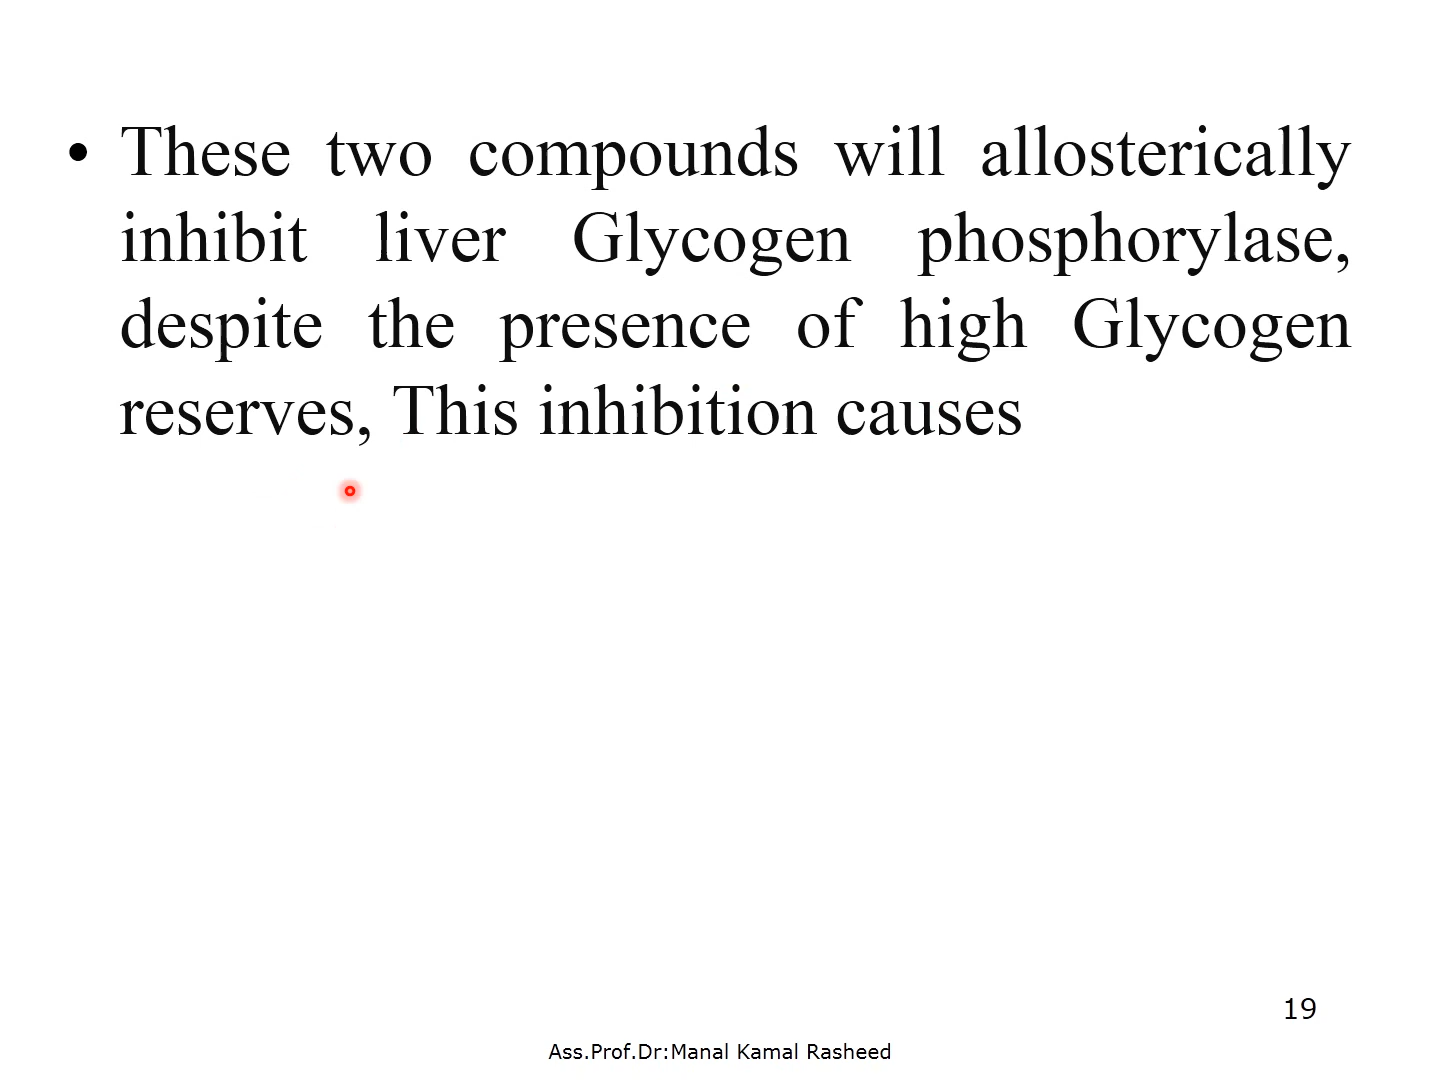 • These two compounds will allosterically
inhibit liver Glycogen phosphorylase,
despite the presence of high Glycogen
reserves, This inhibition causes
19
Ass.Prof.Dr:Manal Kamal Rasheed